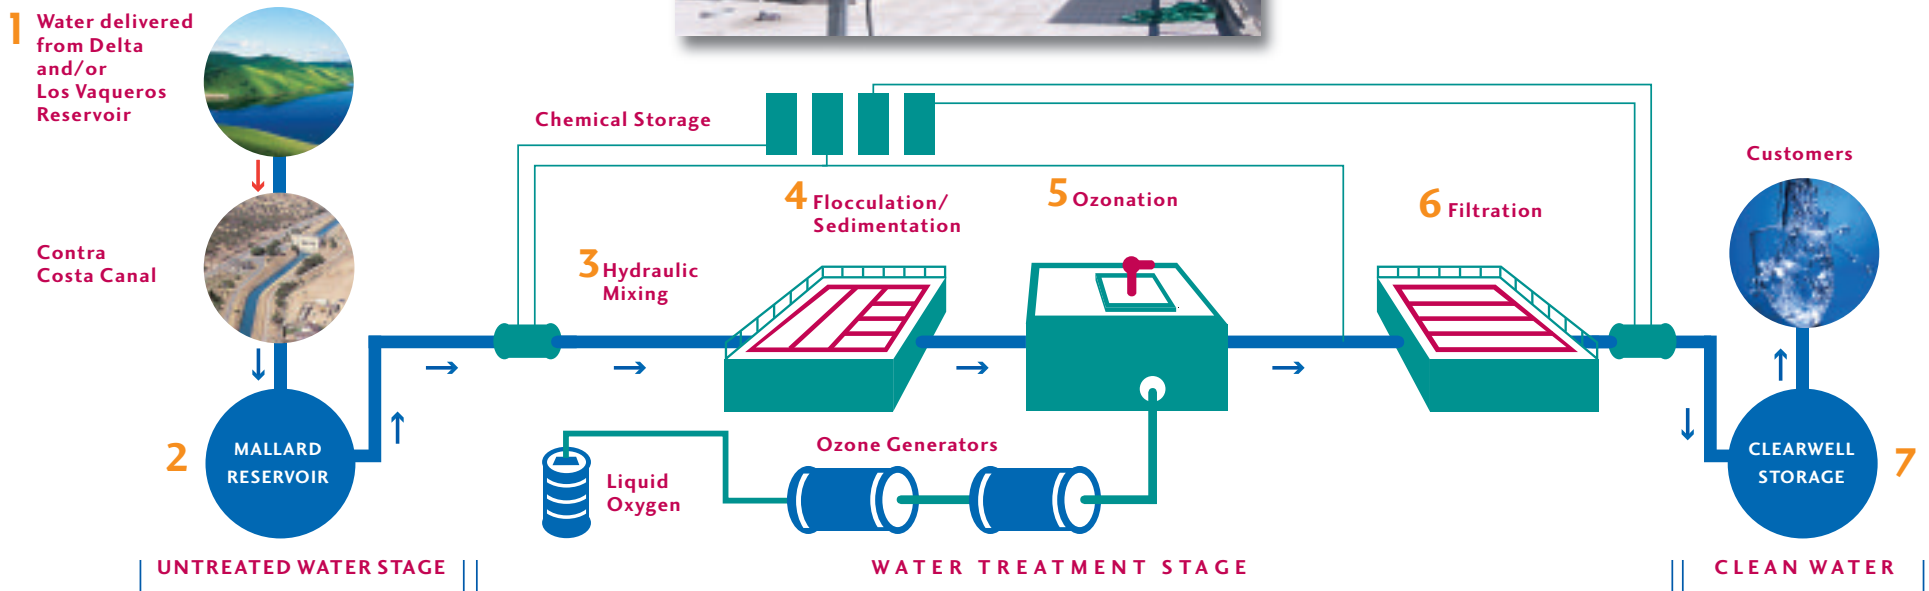 1
Water delivered
from Delta
and/or
Los Vaqueros
Reservoir
Contra
Costa Canal
2
MALLARD
RESERVOIR
Chemical Storage
3
Hydraulic
Mixing
4
Flocculation/
Sedimentation
5
Ozonation
6
Filtration
Liquid
Oxygen
Ozone Generators
Customers
CLEARWELL
STORAGE
7
UNTREATED WATER STAGE
WATER TREATMENT STAGE
CLEAN WATER